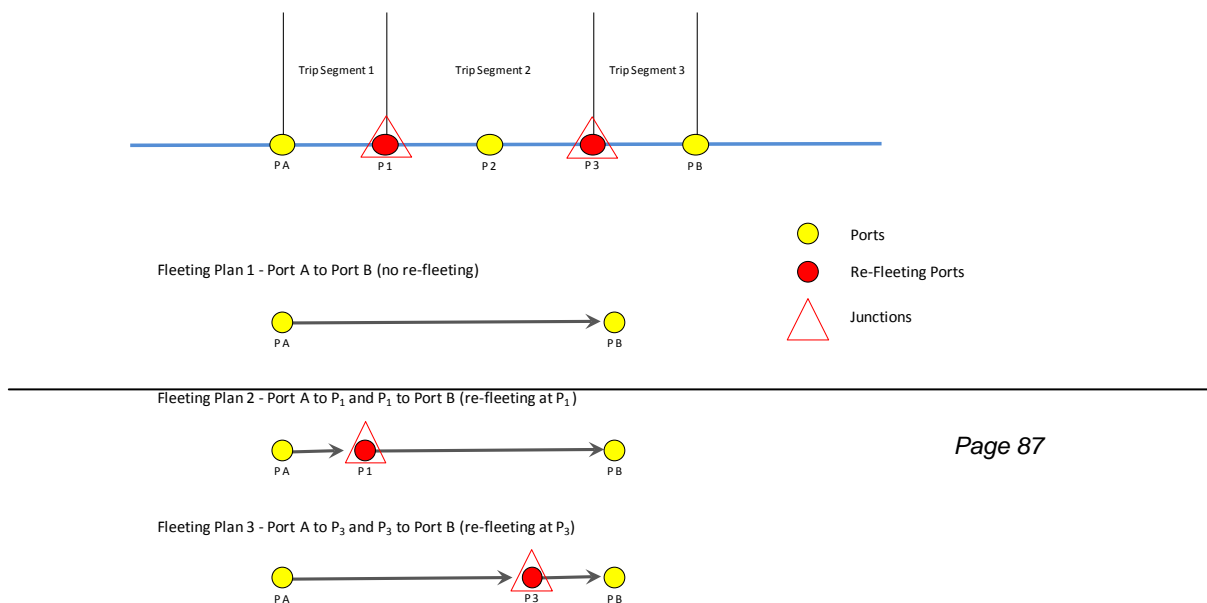 Trip Segment 1
Trip Segment 2
Trip Segment 3
P A
P 1
P 2
P 3
P B
Ports
Re-Fleeting Ports
Junctions
Fleeting Plan 1 - Port A to Port B (no re-fleeting)
P A
P B
Fleeting Plan 2 - Port A to P₁ and P₁ to Port B (re-fleeting at P₁)
P A
P 1
P B
Page 87
Fleeting Plan 3 - Port A to P₃ and P₃ to Port B (re-fleeting at P₃)
P A
P 3
P B